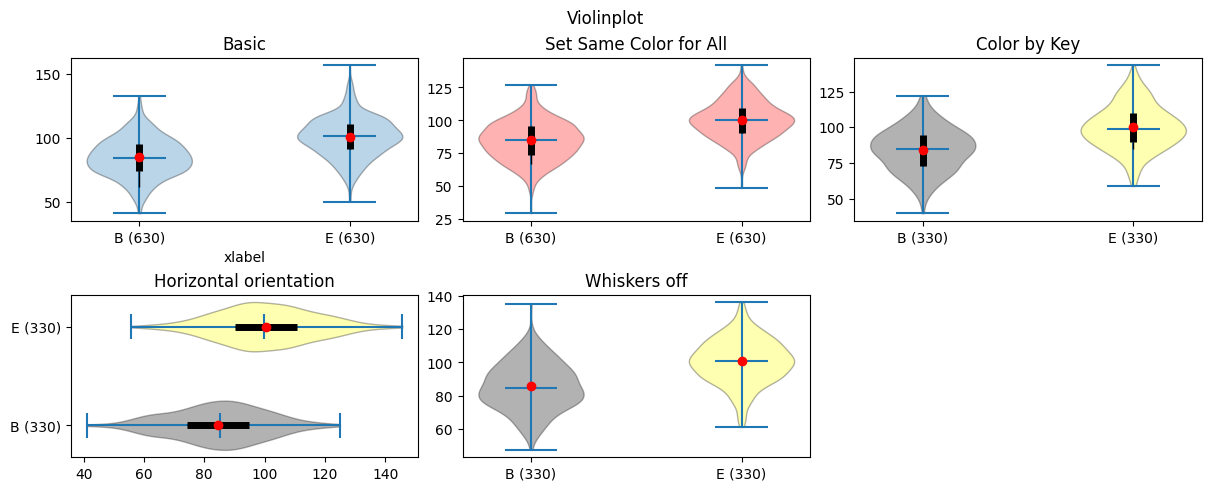 Violinplot
Basic
150
100
50
B (630)
E (630)
xlabel
Set Same Color for All
125
100
75
50
25
B (630)
E (630)
Color by Key
125
100
75
50
B (330)
E (330)
Horizontal orientation
E (330)
B (330)
40
60
80
100
120
140
Whiskers off
140
120
100
80
60
B (330)
E (330)